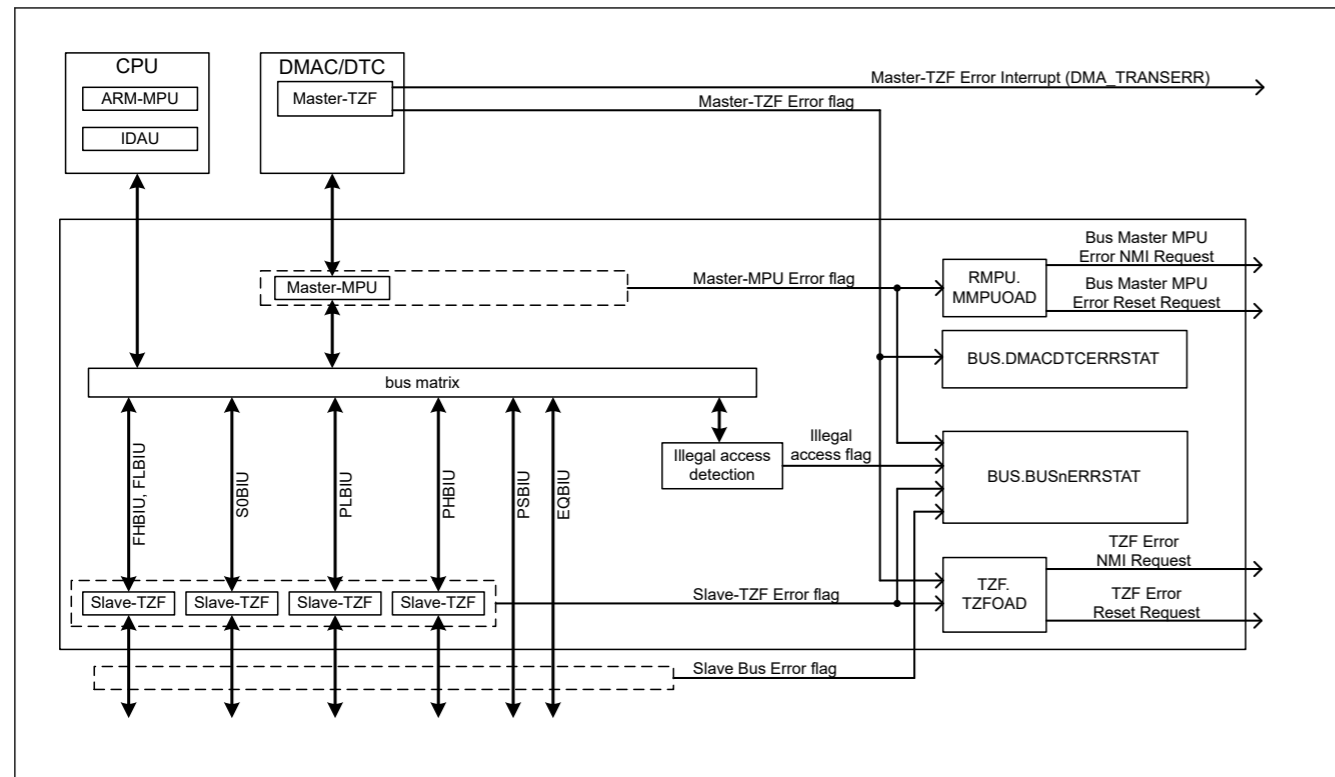 CPU
ARM-MPU
IDAU
DMAC/DTC
Master-TZF
Master-TZF Error Interrupt (DMA_TRANSERR)
Master-TZF Error flag
Master-MPU
Master-MPU Error flag
RMPU.
MMPUOAD
Bus Master MPU
Error NMI Request
Bus Master MPU
Error Reset Request
BUS.DMACDTCERRSTAT
bus matrix
FHBIU, FLBIU
S0BIU
PLBIU
PHBIU
PSBIU
EQBIU
Illegal access
detection
Illegal
access flag
BUS.BUSnERRSTAT
Slave-TZF
Slave-TZF
Slave-TZF
Slave-TZF
Slave-TZF Error flag
TZF.
TZFOAD
TZF Error
NMI Request
TZF Error
Reset Request
Slave Bus Error flag